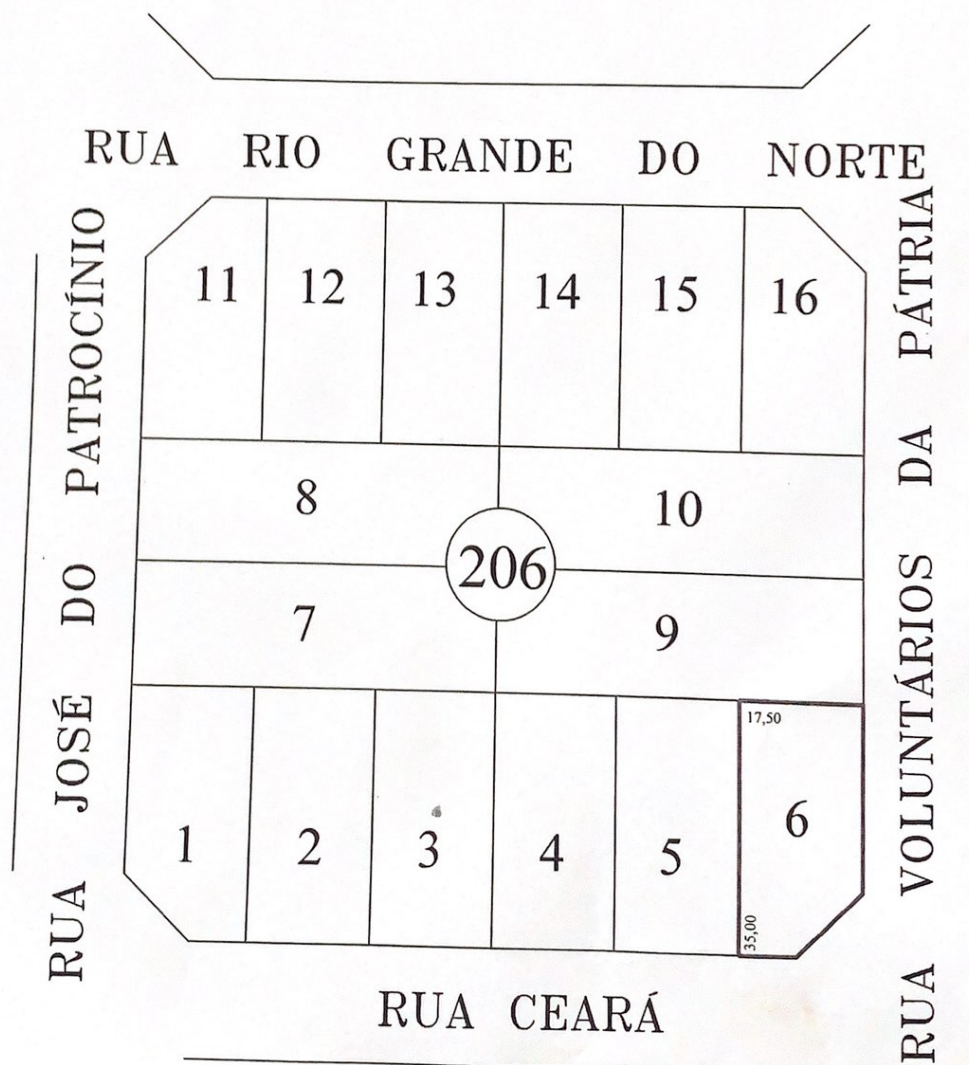 RUA RIO GRANDE DO NORTE
RUA JOSÉ DO PATROCÍNIO
RUA VOLUNTÁRIOS DA PÁTRIA
11 12 13 14 15 16
8 10
206
7 9
17,50
1 2 3 4 5 6
35,00
RUA CEARÁ